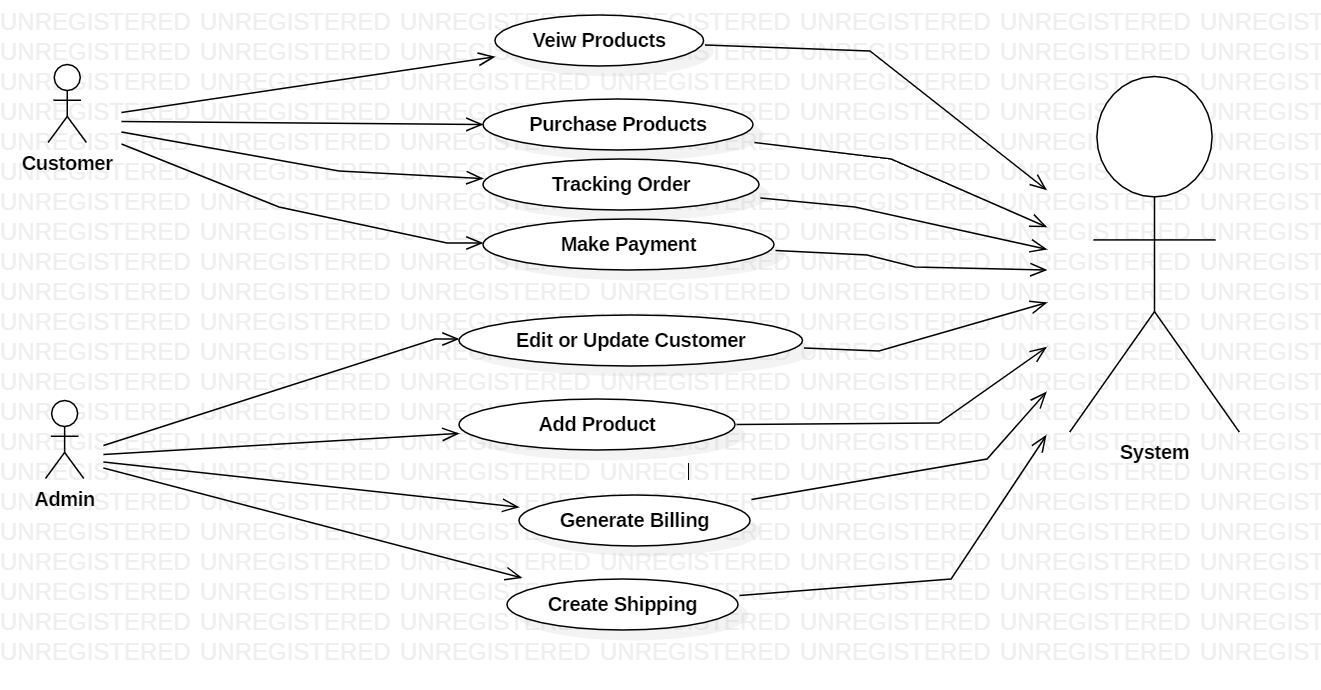 Veiw Products
Customer
Purchase Products
Tracking Order
Make Payment
Edit or Update Customer
Add Product
System
Admin
Generate Billing
Create Shipping
UNREGISTERED UNREGISTERED UNREGISTERED UNREGISTERED UNREGISTERED UNREGISTERED UNREGIST